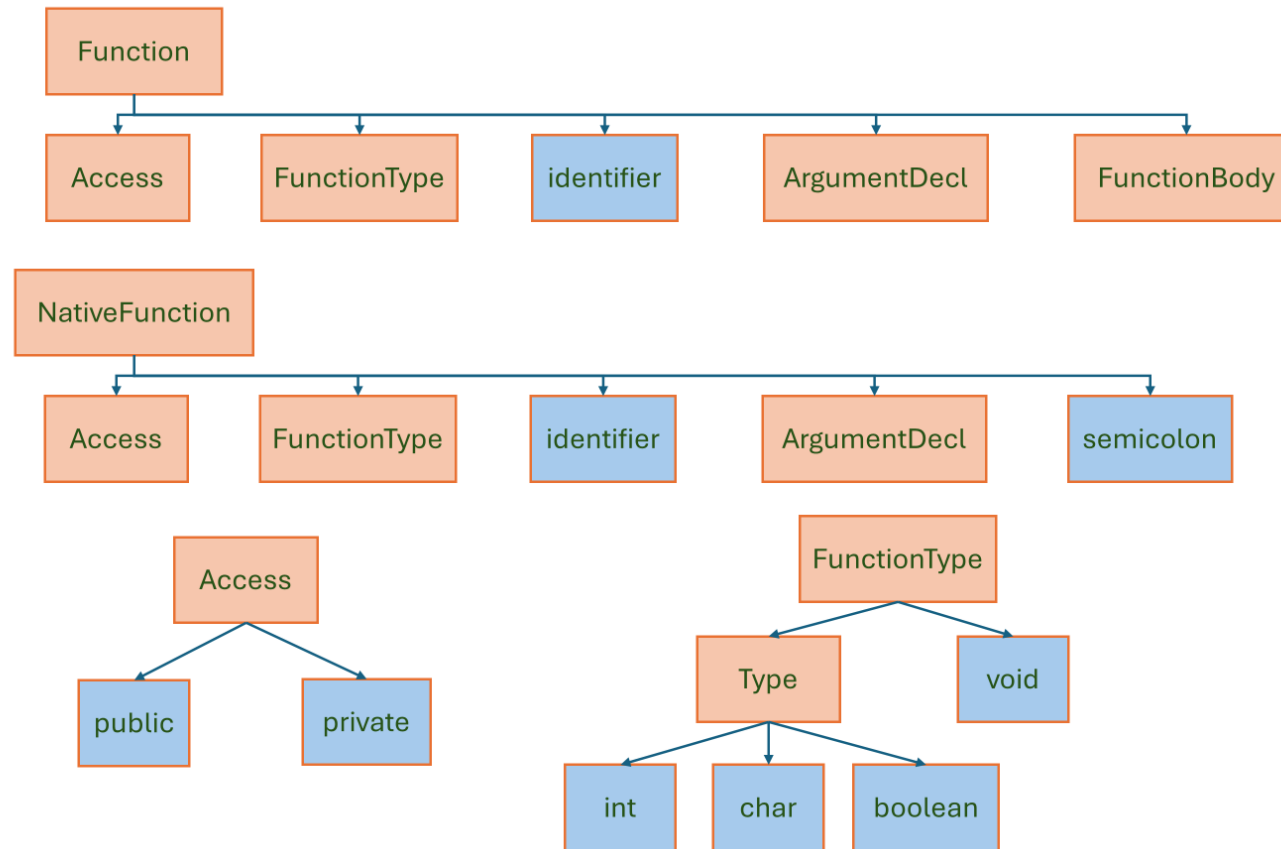 Function
Access
FunctionType
identifier
ArgumentDecl
FunctionBody
NativeFunction
Access
FunctionType
identifier
ArgumentDecl
semicolon
Access
public
private
FunctionType
Type
void
int
char
boolean